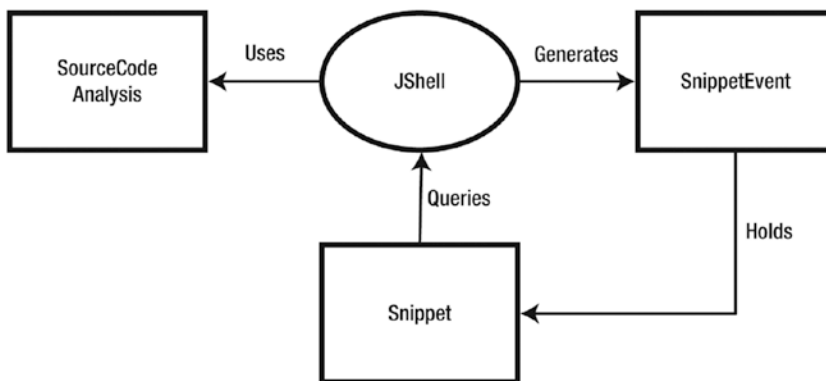 SourceCode
Analysis
Uses
JShell
Generates
SnippetEvent
Queries
Holds
Snippet